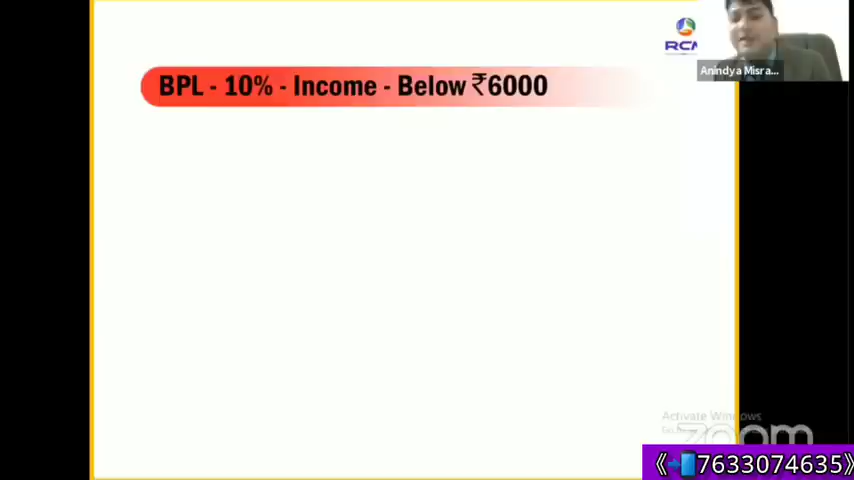 RCM
Anindya Misra...
BPL - 10% - Income - Below ₹6000
Activate Windows
zoom
《📲7633074635》